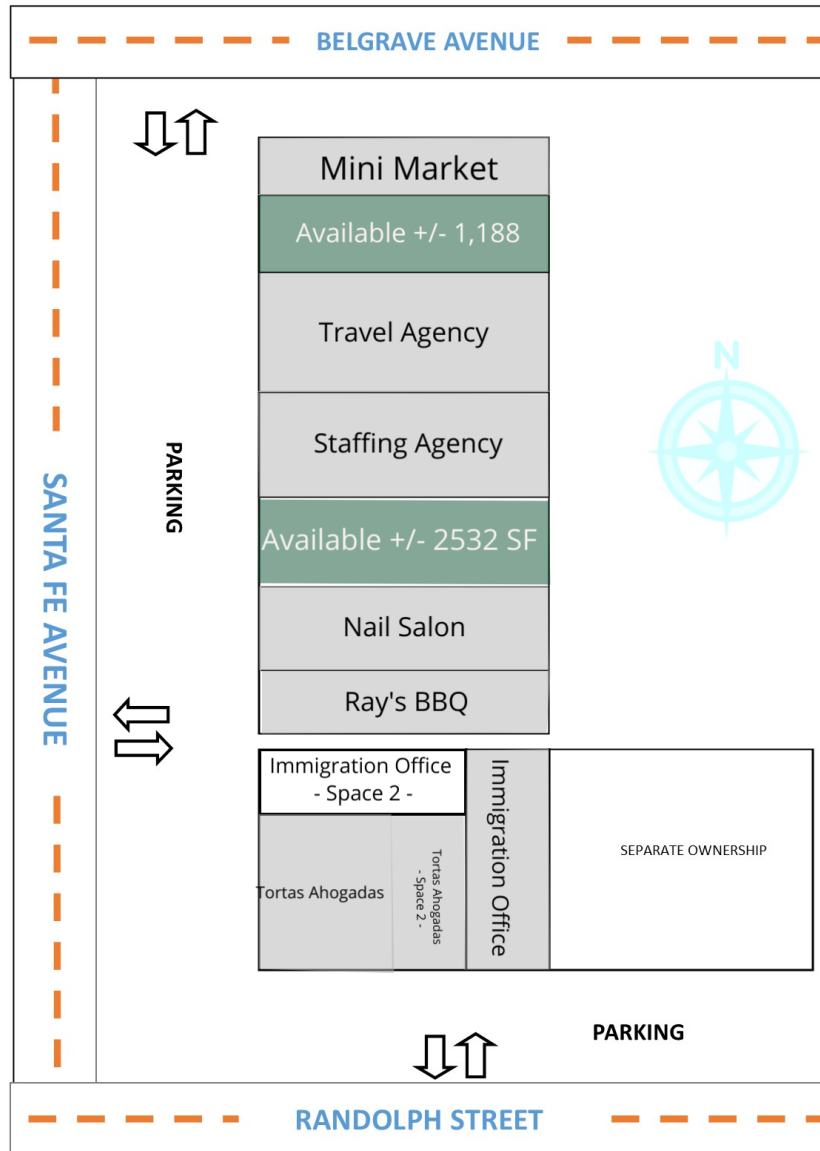 BELGRAVE AVENUE
Mini Market
Available +/- 1,188
Travel Agency
N
Staffing Agency
PARKING
SANTA FE AVENUE
Available +/- 2532 SF
Nail Salon
Ray's BBQ
Immigration Office
- Space 2 -
Immigration Office
SEPARATE OWNERSHIP
Tortas Ahogadas
Tortas Ahogadas
- Space 2 -
PARKING
RANDOLPH STREET